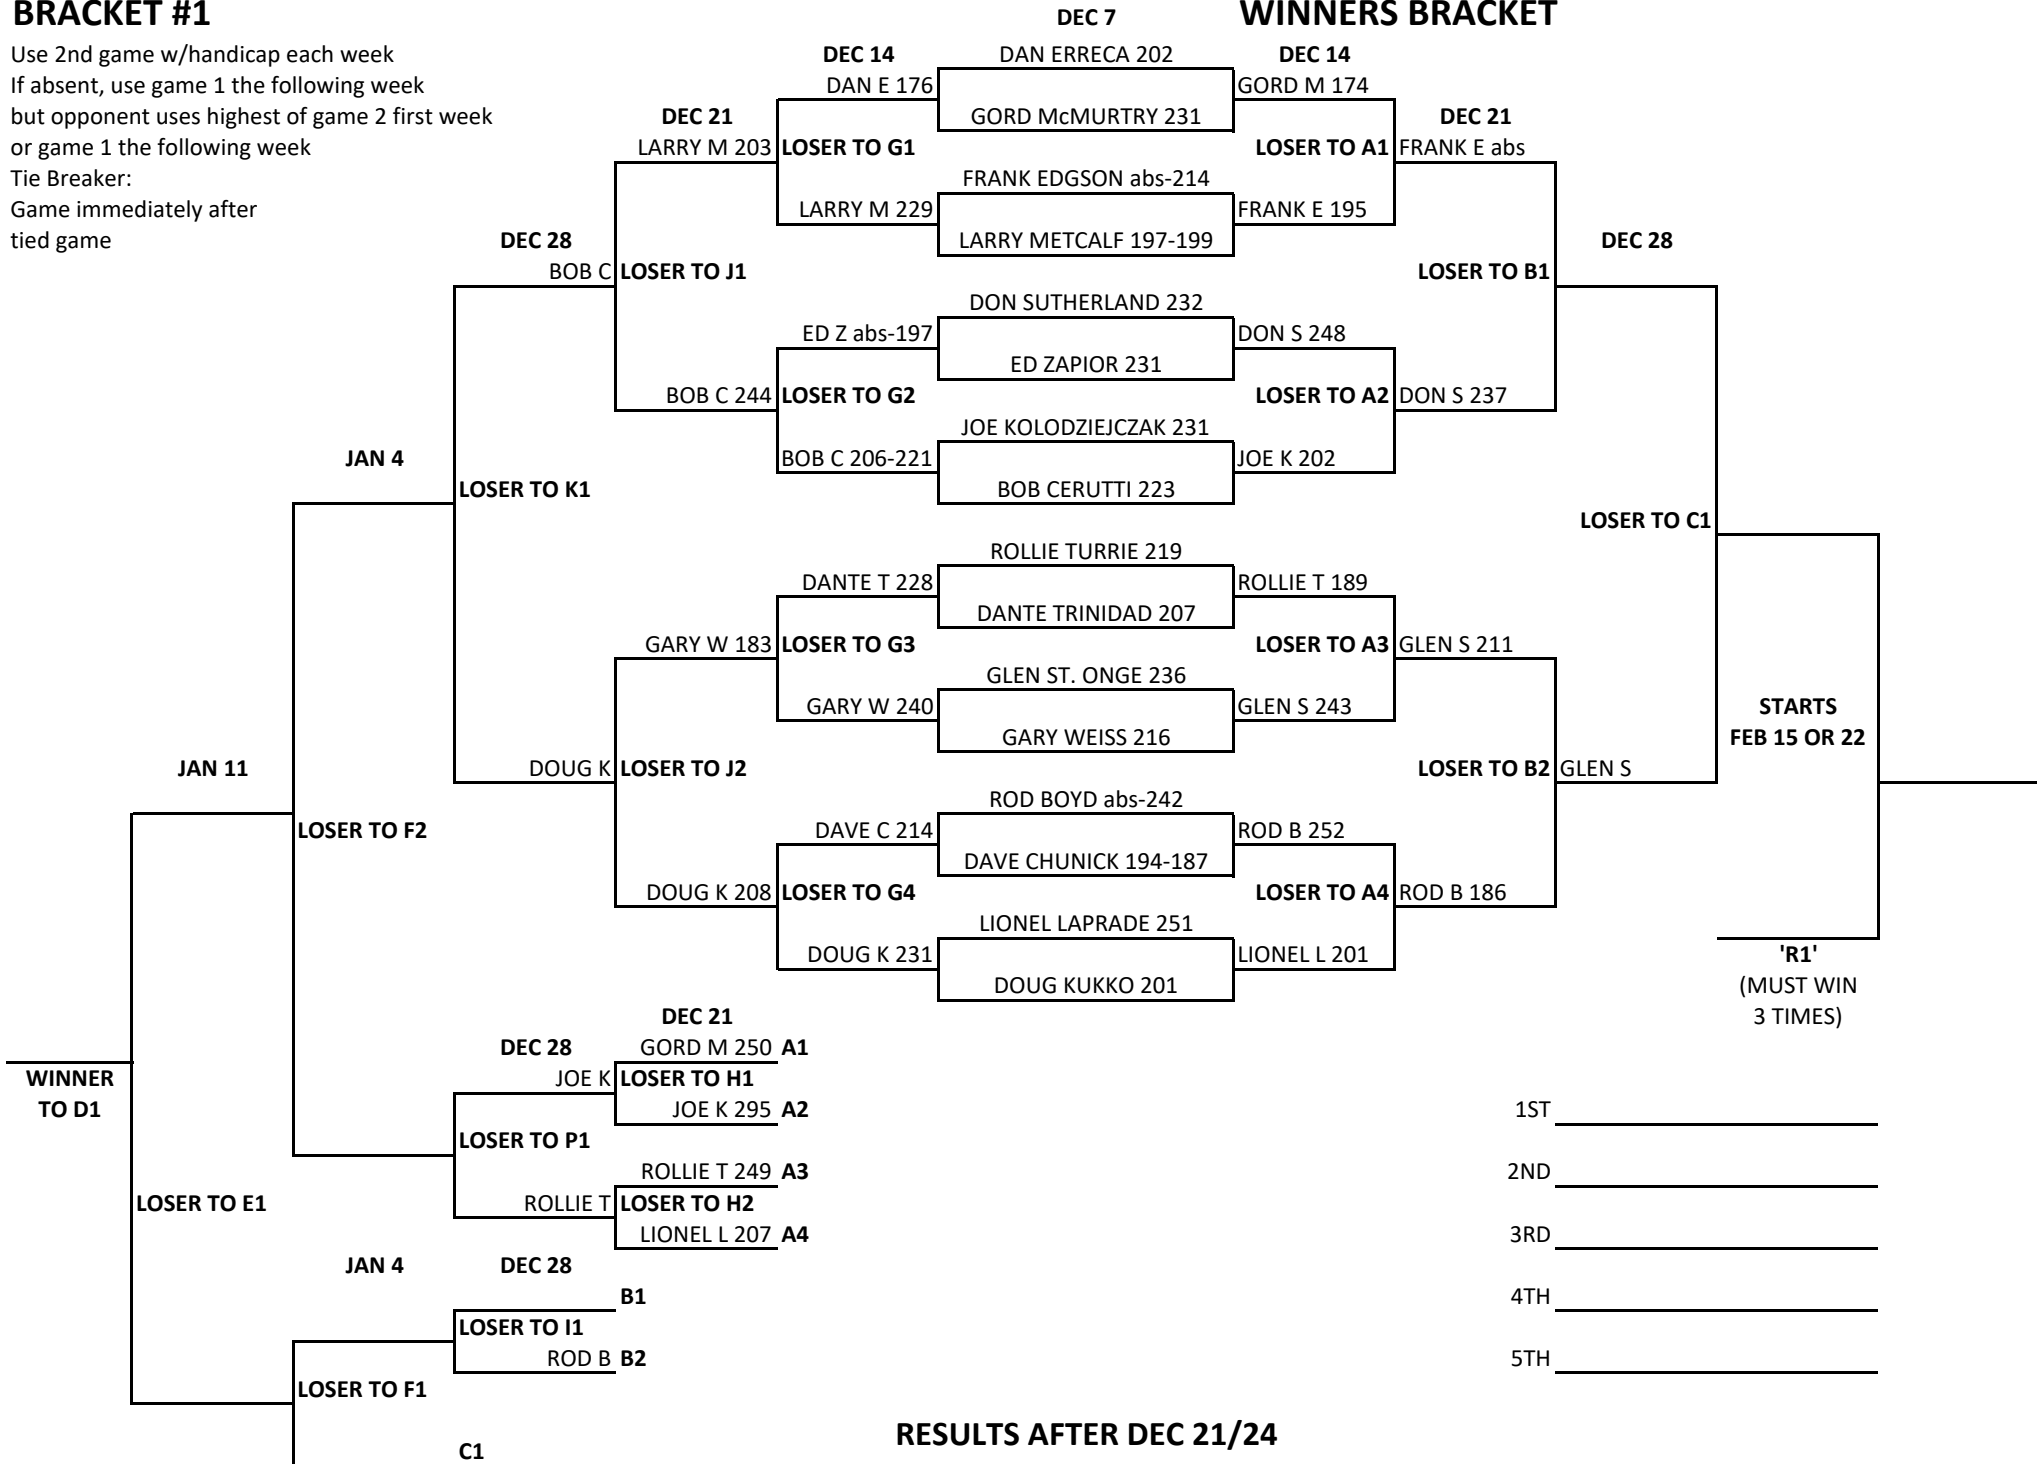 BRACKET #1
WINNERS BRACKET
DEC 7
Use 2nd game w/handicap each week
DEC 14
DAN ERRECA 202
DEC 14
If absent, use game 1 the following week
DAN E 176
GORD M 174
but opponent uses highest of game 2 first week
DEC 21
GORD McMURTRY 231
DEC 21
or game 1 the following week
LARRY M 203
LOSER TO G1
LOSER TO A1
FRANK E abs
Tie Breaker:
FRANK EDGSON abs-214
Game immediately after
LARRY M 229
FRANK E 195
tied game
DEC 28
LARRY METCALF 197-199
DEC 28
BOB C
LOSER TO J1
LOSER TO B1
DON SUTHERLAND 232
ED Z abs-197
DON S 248
ED ZAPIOR 231
BOB C 244
LOSER TO G2
LOSER TO A2
DON S 237
JOE KOLODZIEJCZAK 231
JAN 4
BOB C 206-221
JOE K 202
LOSER TO K1
BOB CERUTTI 223
LOSER TO C1
ROLLIE TURRIE 219
DANTE T 228
ROLLIE T 189
DANTE TRINIDAD 207
GARY W 183
LOSER TO G3
LOSER TO A3
GLEN S 211
GLEN ST. ONGE 236
GARY W 240
GLEN S 243
STARTS
GARY WEISS 216
FEB 15 OR 22
JAN 11
DOUG K
LOSER TO J2
LOSER TO B2
GLEN S
ROD BOYD abs-242
LOSER TO F2
DAVE C 214
ROD B 252
DAVE CHUNICK 194-187
DOUG K 208
LOSER TO G4
LOSER TO A4
ROD B 186
LIONEL LAPRADE 251
DOUG K 231
LIONEL L 201
'R1'
DOUG KUKKO 201
(MUST WIN
DEC 21
3 TIMES)
DEC 28
GORD M 250
A1
WINNER
JOE K
LOSER TO H1
TO D1
JOE K 295
A2
1ST
LOSER TO P1
ROLLIE T 249
A3
2ND
LOSER TO E1
ROLLIE T
LOSER TO H2
LIONEL L 207
A4
3RD
JAN 4
DEC 28
B1
4TH
LOSER TO I1
ROD B
B2
5TH
LOSER TO F1
RESULTS AFTER DEC 21/24
C1